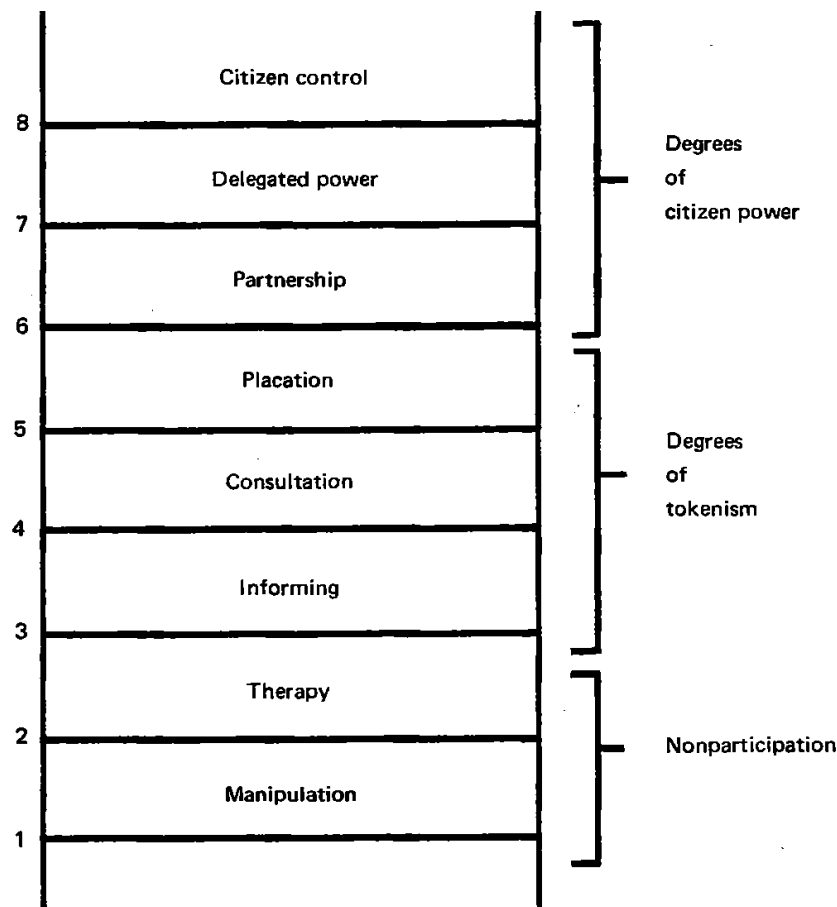 Citizen control
8
Delegated power
7
Partnership
6
Placation
5
Consultation
4
Informing
3
Therapy
2
Manipulation
1
Degrees
of
citizen power
Degrees
of
tokenism
Nonparticipation